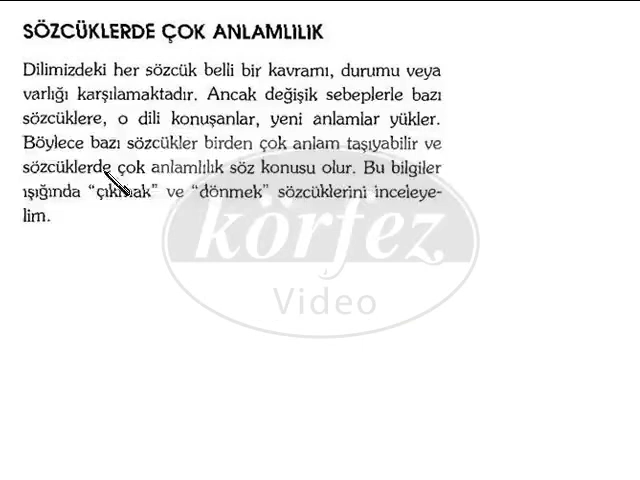 SÖZCÜKLERDE ÇOK ANLAMLILIK
Dilimizdeki her sözcük belli bir kavramı, durumu veya
varlığı karşılamaktadır. Ancak değişik sebeplerle bazı
sözcüklere, o dili konuşanlar, yeni anlamlar yükler.
Böylece bazı sözcükler birden çok anlam taşıyabilir ve
sözcüklerde çok anlamlılık söz konusu olur. Bu bilgiler
ışığında “çıkmak” ve “dönmek” sözcüklerini inceleye-
lim.
körfez
Video